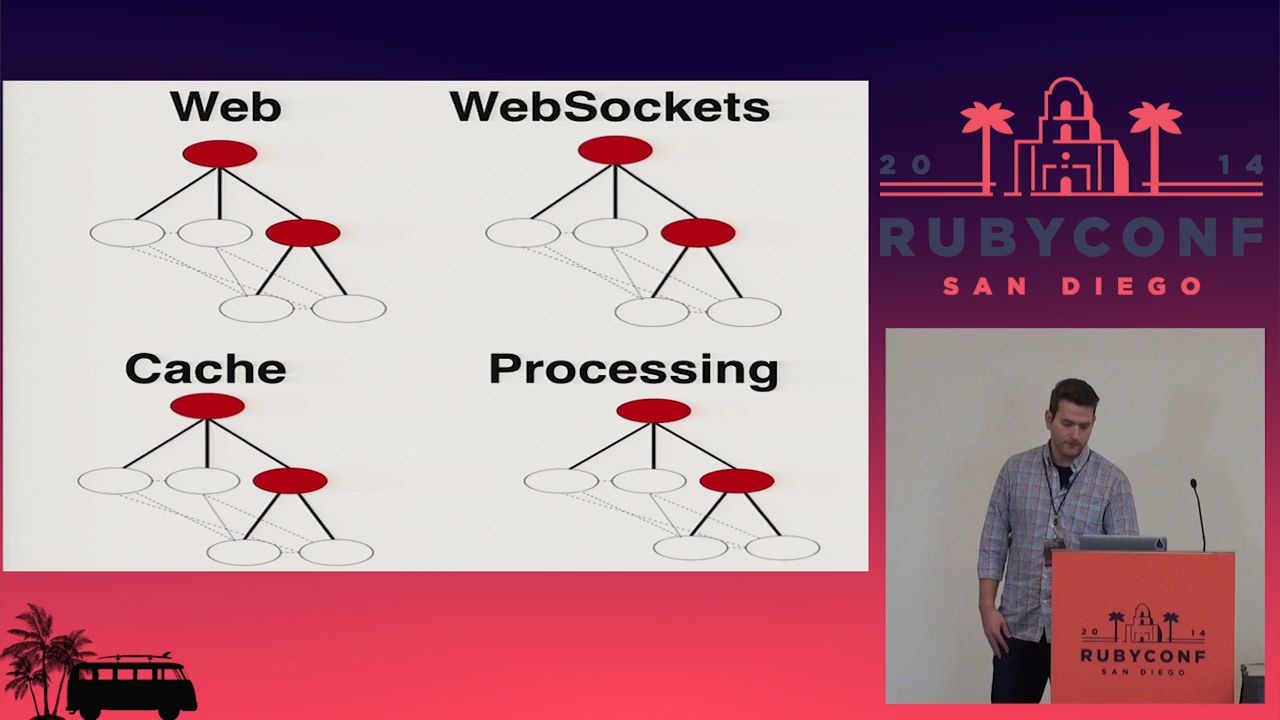 Web
WebSockets
Cache
Processing
20 14
RUBYCONF
SAN DIEGO
20 14
RUBYCONF
SAN DIEGO